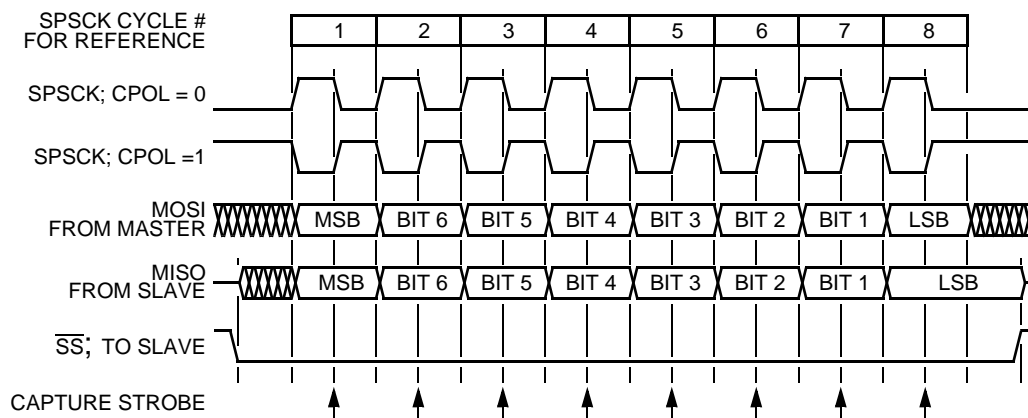 SPSCK CYCLE #
FOR REFERENCE
1 2 3 4 5 6 7 8
SPSCK; CPOL = 0
SPSCK; CPOL =1
MOSI
FROM MASTER
MSB BIT 6 BIT 5 BIT 4 BIT 3 BIT 2 BIT 1 LSB
MISO
FROM SLAVE
MSB BIT 6 BIT 5 BIT 4 BIT 3 BIT 2 BIT 1 LSB
SS; TO SLAVE
CAPTURE STROBE